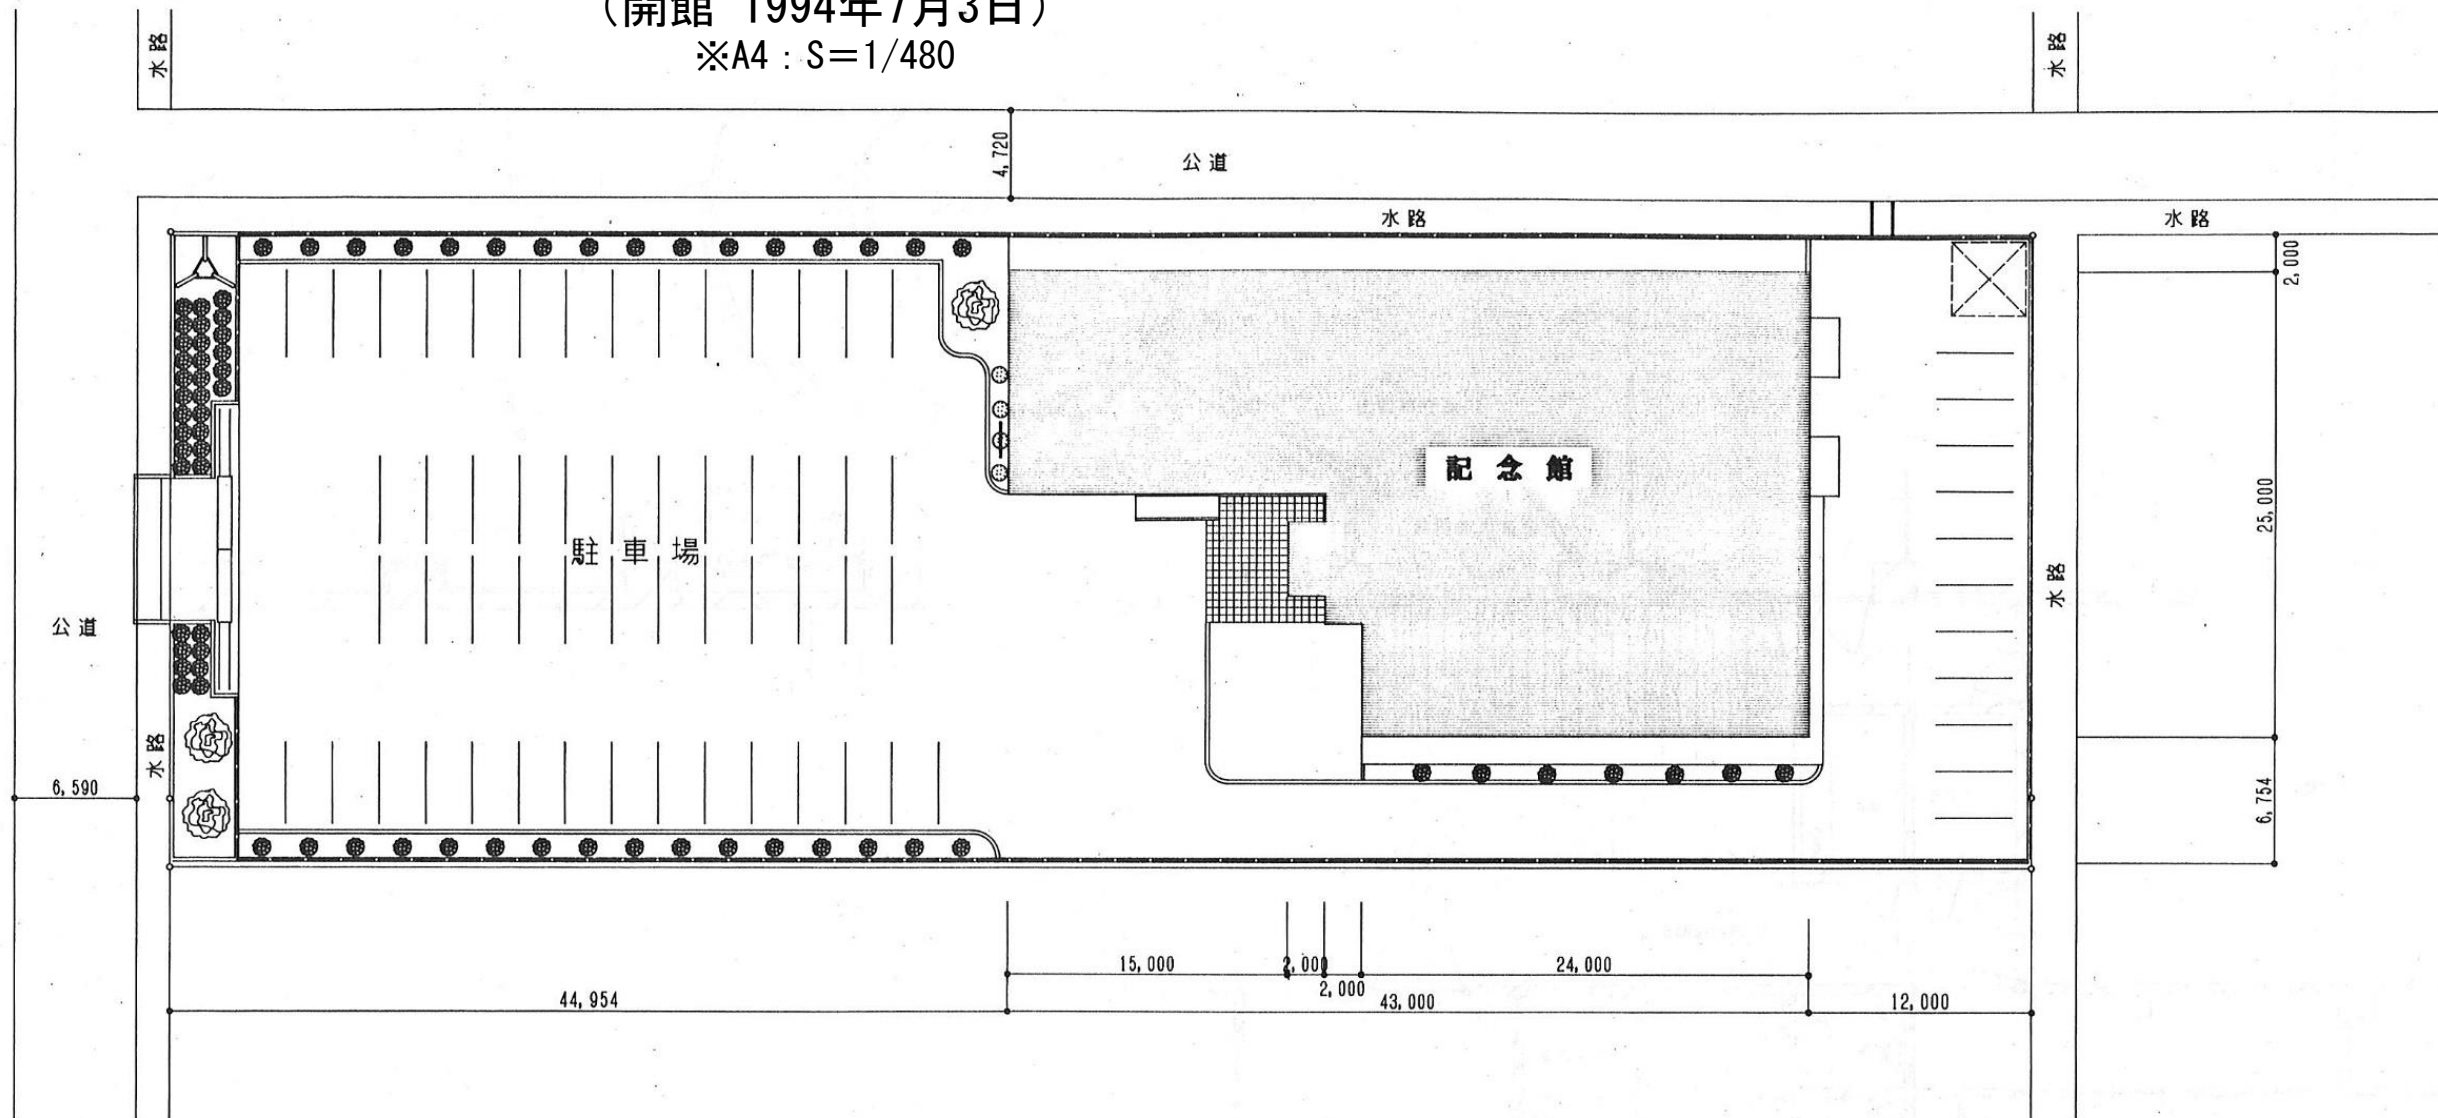 （開館 1994年7月3日）
※A4：S＝1/480
水路
水路
4,720
公道
水路
水路
2,000
記念館
25,000
駐車場
水路
公道
水路
6,590
6,754
15,000
2,000
24,000
2,000
44,954
43,000
12,000